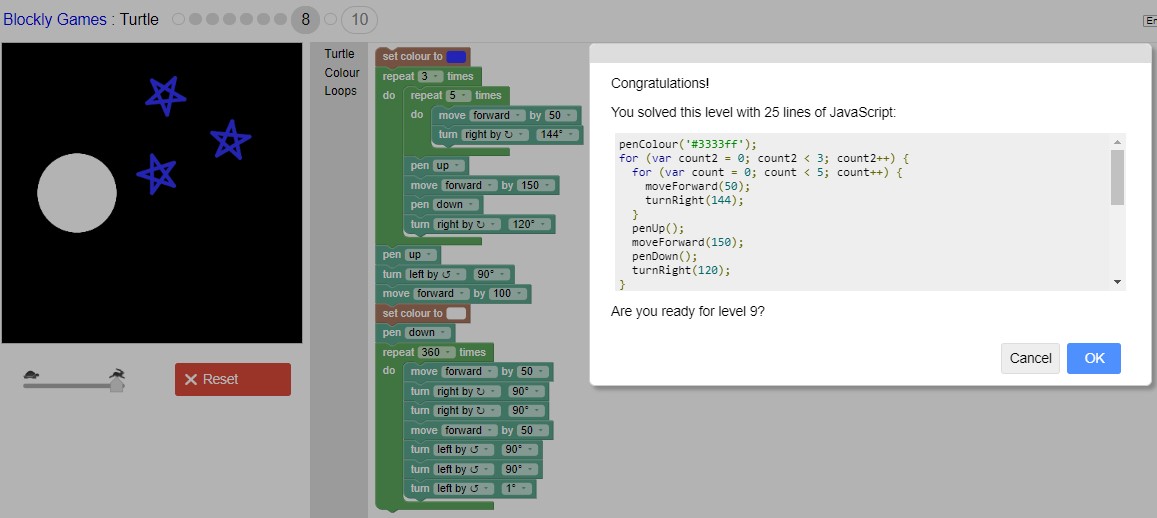 Blockly Games : Turtle 8 10
Turtle
Colour
Loops
set colour to
repeat 3 times
do repeat 5 times
do move forward by 50
turn right by ↻ 144°
pen up
move forward by 150
pen down
turn right by ↻ 120°
pen up
turn left by ↺ 90°
move forward by 100
set colour to
pen down
repeat 360 times
do move forward by 50
turn right by ↻ 90°
turn right by ↻ 90°
move forward by 50
turn left by ↺ 90°
turn left by ↺ 90°
turn left by ↺ 1°
Reset
Congratulations!
You solved this level with 25 lines of JavaScript:
penColour('#3333ff');
for (var count2 = 0; count2 < 3; count2++) {
for (var count = 0; count < 5; count++) {
moveForward(50);
turnRight(144);
}
penUp();
moveForward(150);
penDown();
turnRight(120);
}
Are you ready for level 9?
Cancel OK